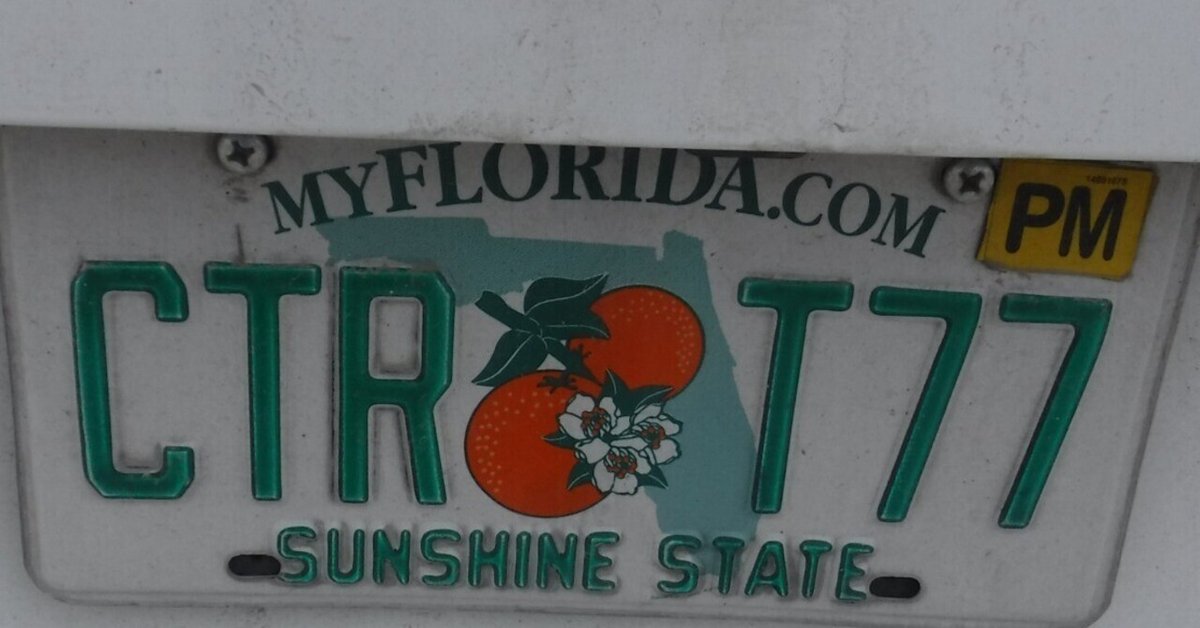 MYFLORIDA.COM
PM
CTR T77
SUNSHINE STATE